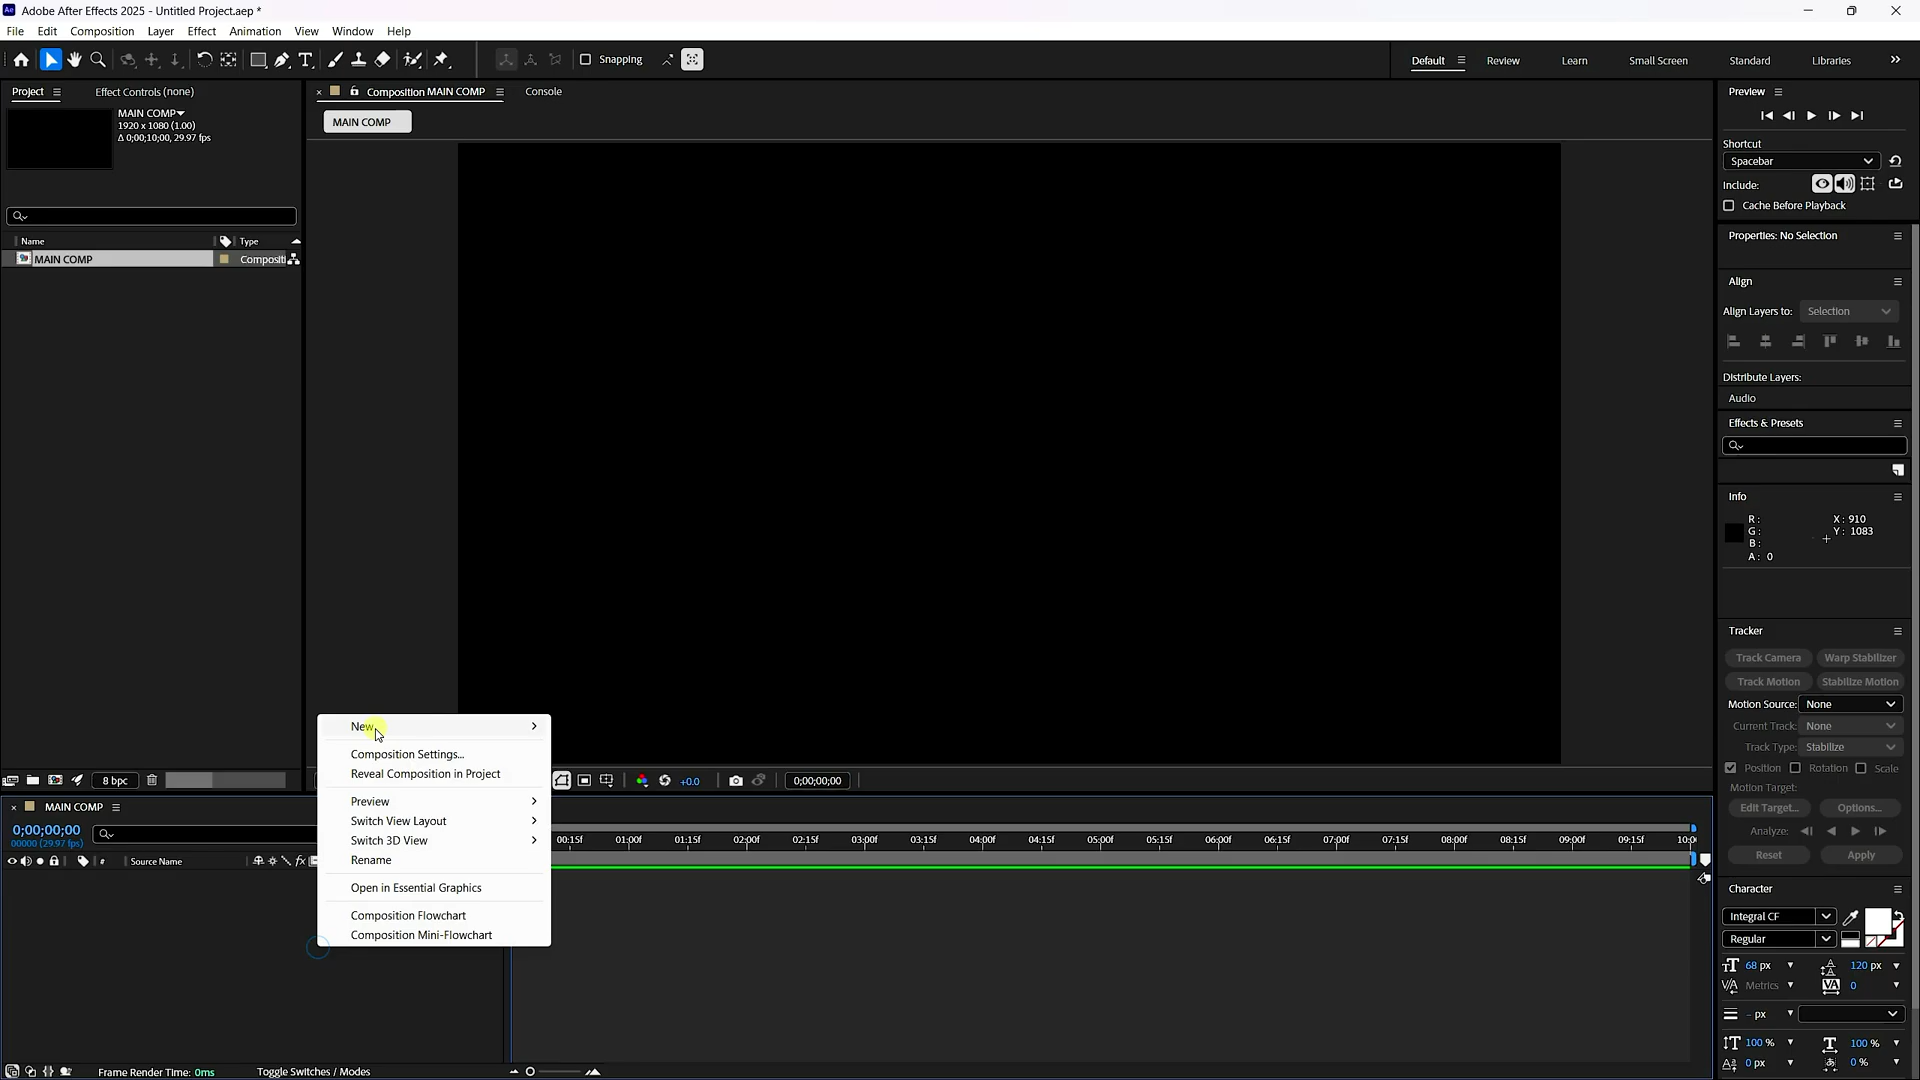 Ae Adobe After Effects 2025 - Untitled Project.aep *
File Edit Composition Layer Effect Animation View Window Help
Snapping
Default Review Learn Small Screen Standard Libraries
Project
Effect Controls (none)
MAIN COMP
1920 x 1080 (1.00)
Δ 0;00;10;00, 29.97 fps
Name Type
MAIN COMP Composit
8 bpc
Composition MAIN COMP
Console
MAIN COMP
+0.0
0;00;00;00
New
Composition Settings...
Reveal Composition in Project
Preview
Switch View Layout
Switch 3D View
Rename
Open in Essential Graphics
Composition Flowchart
Composition Mini-Flowchart
MAIN COMP
0;00;00;00
00000 (29.97 fps)
# Source Name fx
00:15f 01:00f 01:15f 02:00f 02:15f 03:00f 03:15f 04:00f 04:15f 05:00f 05:15f 06:00f 06:15f 07:00f 07:15f 08:00f 08:15f 09:00f 09:15f 10:0
Frame Render Time: 0ms
Toggle Switches / Modes
Preview
Shortcut
Spacebar
Include:
Cache Before Playback
Properties: No Selection
Align
Align Layers to: Selection
Distribute Layers:
Audio
Effects & Presets
Info
R: X: 910
G: Y: 1083
B:
A: 0
Tracker
Track Camera Warp Stabilizer
Track Motion Stabilize Motion
Motion Source: None
Current Track: None
Track Type: Stabilize
Position Rotation Scale
Motion Target:
Edit Target... Options...
Analyze:
Reset Apply
Character
Integral CF
Regular
68 px 120 px
Metrics 0
- px
100 % 100 %
0 px 0 %